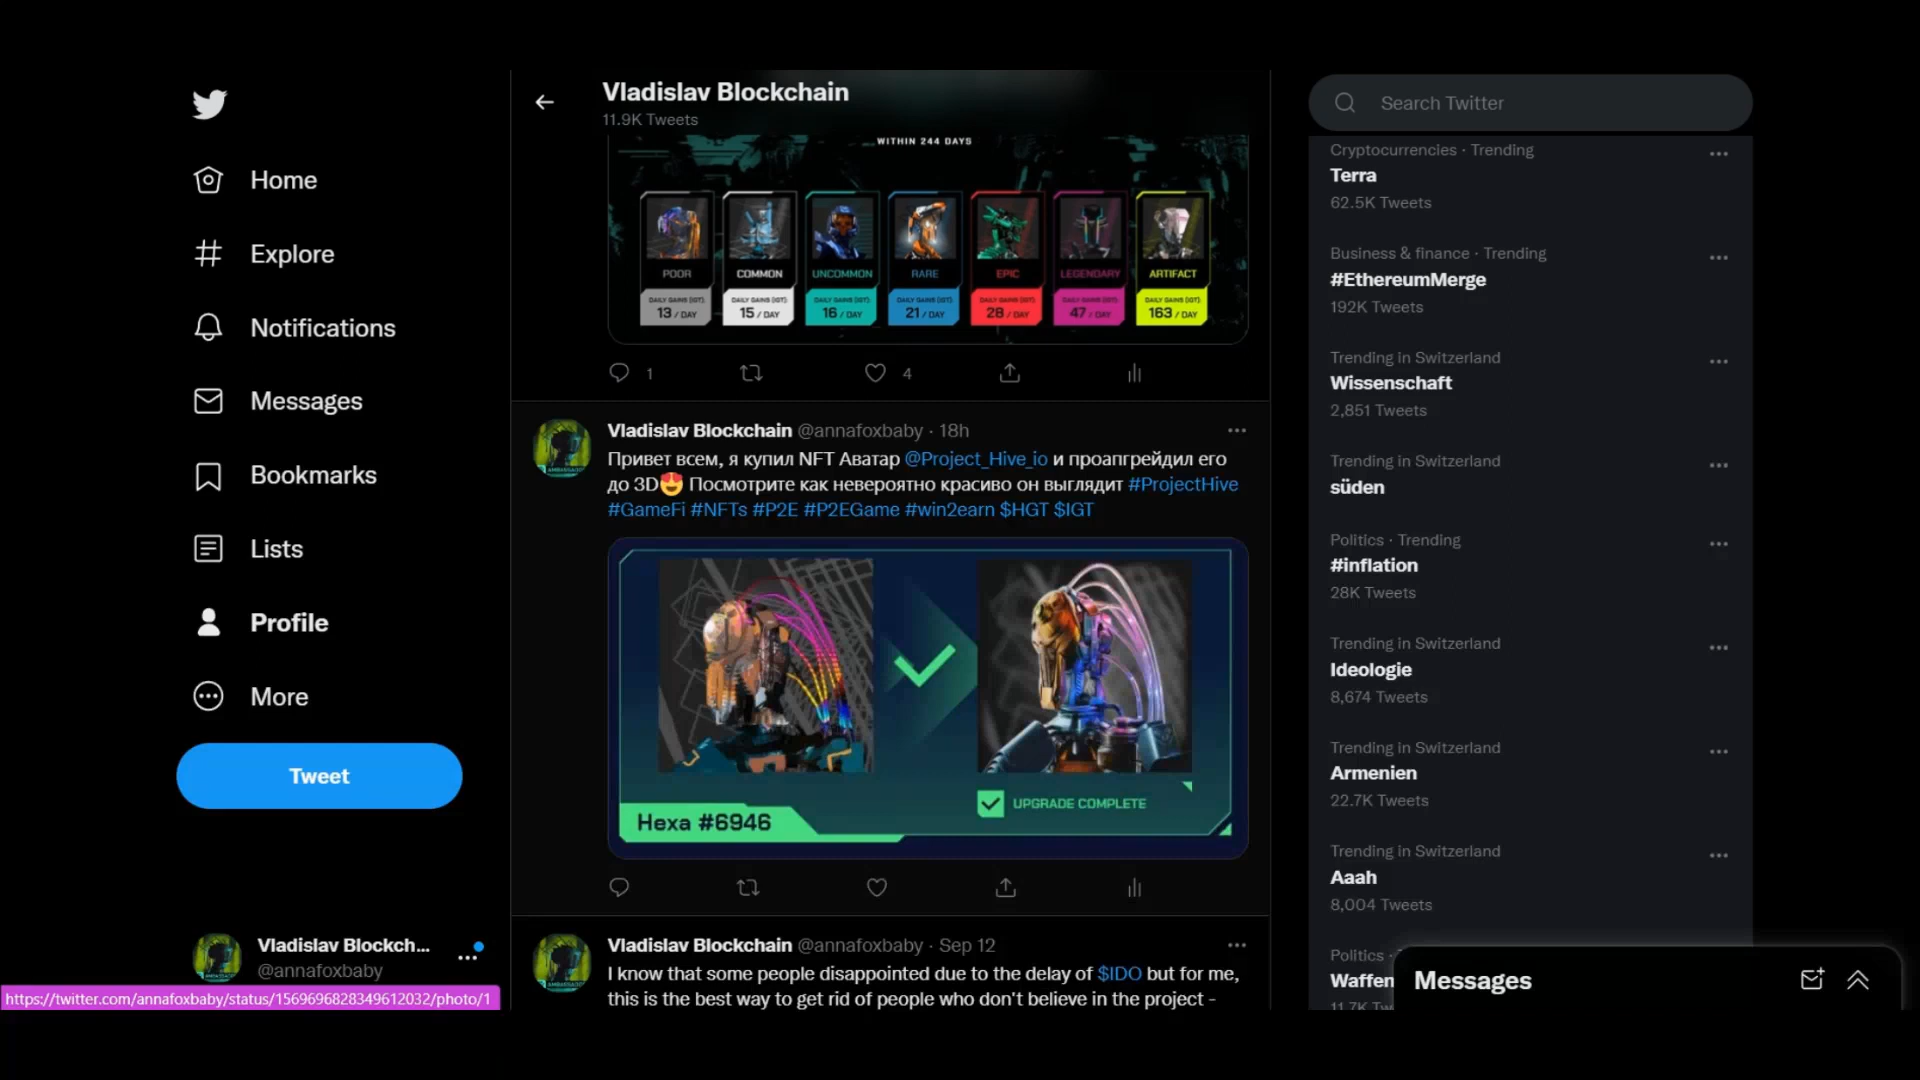 Home
Explore
Notifications
Messages
Bookmarks
Lists
Profile
More
Tweet
Vladislav Blockch...
@annafoxbaby
https://twitter.com/annafoxbaby/status/1569696828349612032/photo/1
Vladislav Blockchain
11.9K Tweets
WITHIN 244 DAYS
POOR COMMON UNCOMMON RARE EPIC LEGENDARY ARTIFACT
DAILY GAINS (IGT): DAILY GAINS (IGT): DAILY GAINS (IGT): DAILY GAINS (IGT): DAILY GAINS (IGT): DAILY GAINS (IGT): DAILY GAINS (IGT):
13 / DAY 15 / DAY 16 / DAY 21 / DAY 28 / DAY 47 / DAY 163 / DAY
1 4
Vladislav Blockchain @annafoxbaby · 18h
Привет всем, я купил NFT Аватар @Project_Hive_io и проапгрейдил его
до 3D😍 Посмотрите как невероятно красиво он выглядит #ProjectHive
#GameFi #NFTs #P2E #P2EGame #win2earn $HGT $IGT
UPGRADE COMPLETE
Hexa #6946
Vladislav Blockchain @annafoxbaby · Sep 12
I know that some people disappointed due to the delay of $IDO but for me,
this is the best way to get rid of people who don't believe in the project -
Search Twitter
Cryptocurrencies · Trending
Terra
62.5K Tweets
Business & finance · Trending
#EthereumMerge
192K Tweets
Trending in Switzerland
Wissenschaft
2,851 Tweets
Trending in Switzerland
süden
Politics · Trending
#inflation
28K Tweets
Trending in Switzerland
Ideologie
8,674 Tweets
Trending in Switzerland
Armenien
22.7K Tweets
Trending in Switzerland
Aaah
8,004 Tweets
Politics ·
Waffen
11.7K Tw
Messages